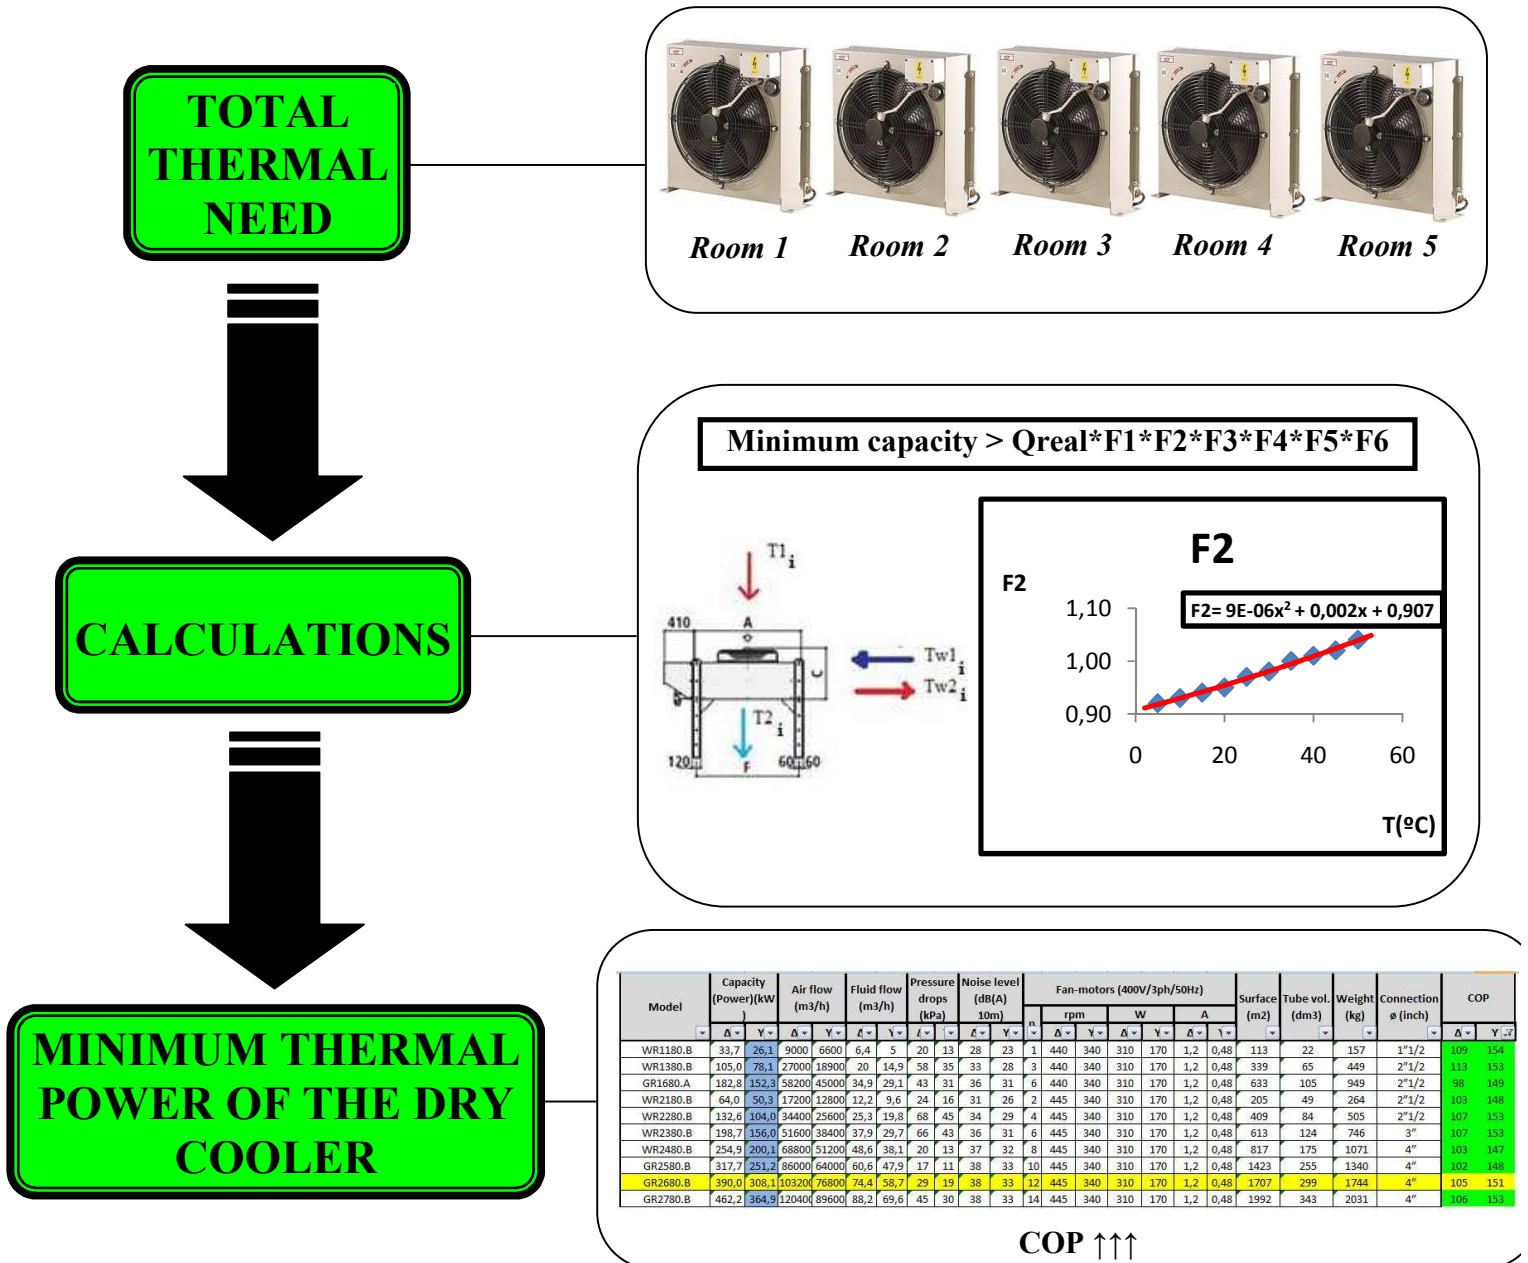 TOTAL
THERMAL
NEED
Room 1 Room 2 Room 3 Room 4 Room 5
CALCULATIONS
Minimum capacity > Qreal*F1*F2*F3*F4*F5*F6
T1 i
410 A
C
Tw1 i
Tw2 i
T2 i
120 F 60 60
F2
F2
F2= 9E-06x² + 0,002x + 0,907
1,10
1,00
0,90
0 20 40 60
T(ºC)
MINIMUM THERMAL
POWER OF THE DRY
COOLER
Model Capacity (Power)(kW) Air flow (m3/h) Fluid flow (m3/h) Pressure drops (kPa) Noise level (dB(A) 10m) Fan-motors (400V/3ph/50Hz) Surface (m2) Tube vol. (dm3) Weight (kg) Connection ø (inch) COP
n rpm W A
Δ Y Δ Y Δ Y Δ Y Δ Y Δ Y Δ Y Δ Y
WR1180.B 33,7 26,1 9000 6600 6,4 5 20 13 28 23 1 440 340 310 170 1,2 0,48 113 22 157 1"1/2 109 154
WR1380.B 105,0 78,1 27000 18900 20 14,9 58 35 33 28 3 440 340 310 170 1,2 0,48 339 65 449 2"1/2 113 153
GR1680.A 182,8 152,3 58200 45000 34,9 29,1 43 31 36 31 6 440 340 310 170 1,2 0,48 633 105 949 2"1/2 98 149
WR2180.B 64,0 50,3 17200 12800 12,2 9,6 24 16 31 26 2 445 340 310 170 1,2 0,48 205 49 264 2"1/2 103 148
WR2280.B 132,6 104,0 34400 25600 25,3 19,8 68 45 34 29 4 445 340 310 170 1,2 0,48 409 84 505 2"1/2 107 153
WR2380.B 198,7 156,0 51600 38400 37,9 29,7 66 43 36 31 6 445 340 310 170 1,2 0,48 613 124 746 3" 107 153
WR2480.B 254,9 200,1 68800 51200 48,6 38,1 20 13 37 32 8 445 340 310 170 1,2 0,48 817 175 1071 4" 103 147
GR2580.B 317,7 251,2 86000 64000 60,6 47,9 17 11 38 33 10 445 340 310 170 1,2 0,48 1423 255 1340 4" 102 148
GR2680.B 390,0 308,1 103200 76800 74,4 58,7 29 19 38 33 12 445 340 310 170 1,2 0,48 1707 299 1744 4" 105 151
GR2780.B 462,2 364,9 120400 89600 88,2 69,6 45 30 38 33 14 445 340 310 170 1,2 0,48 1992 343 2031 4" 106 153
COP ↑↑↑